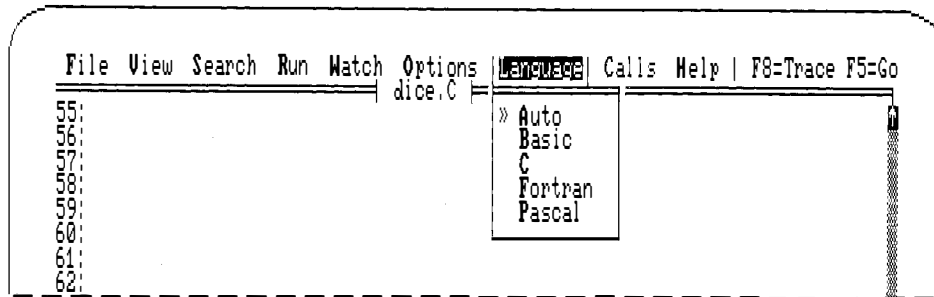 File View Search Run Watch Options Language Calls Help | F8=Trace F5=Go
dice.C
55:
56:
57:
58:
59:
60:
61:
62:
» Auto
Basic
C
Fortran
Pascal